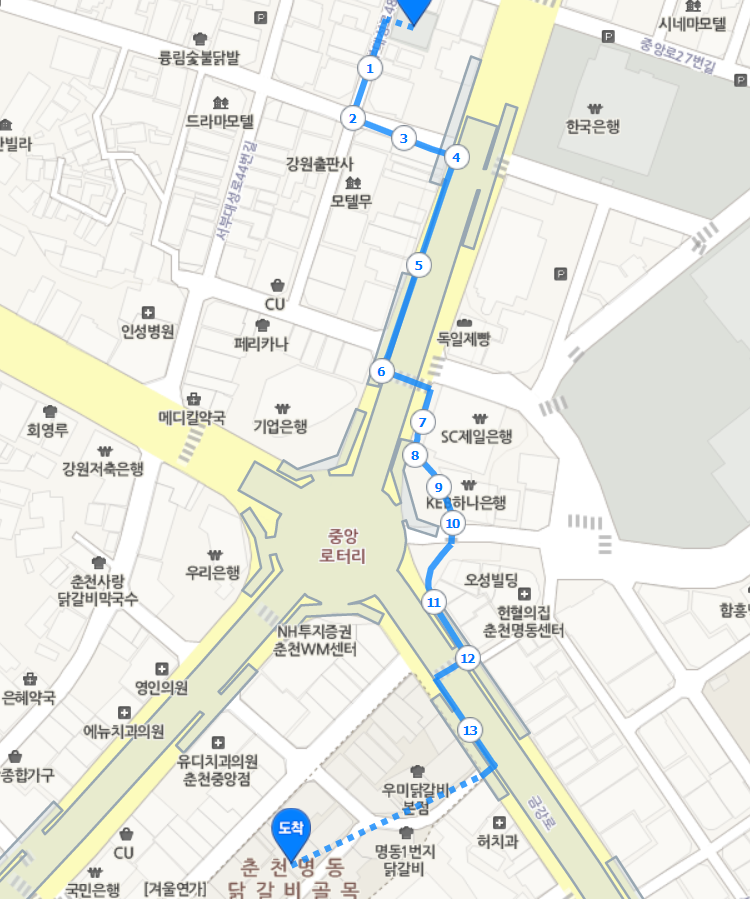 시네마모텔
대성로48
P
P
중앙로27번길
P
룡림숯불닭발
1
드라마모텔
2
3
4
한국은행
강원출판사
모텔무
서부대성로44번길
5
P
CU
인성병원
페리카나
독일제빵
6
메디킬약국
기업은행
7
SC제일은행
회영루
강원저축은행
8
9
KEB하나은행
10
중앙
로터리
우리은행
춘천사랑
닭갈비막국수
오성빌딩
11
헌혈의집
춘천명동센터
함흥
NH투자증권
춘천WM센터
12
은혜약국
영인의원
에뉴치과의원
13
유디치과의원
춘천중앙점
종합가구
우미닭갈비
본점
금강로
도착
허치과
CU
명동1번지
닭갈비
춘천명동
닭갈비골목
국민은행
[겨울연가]